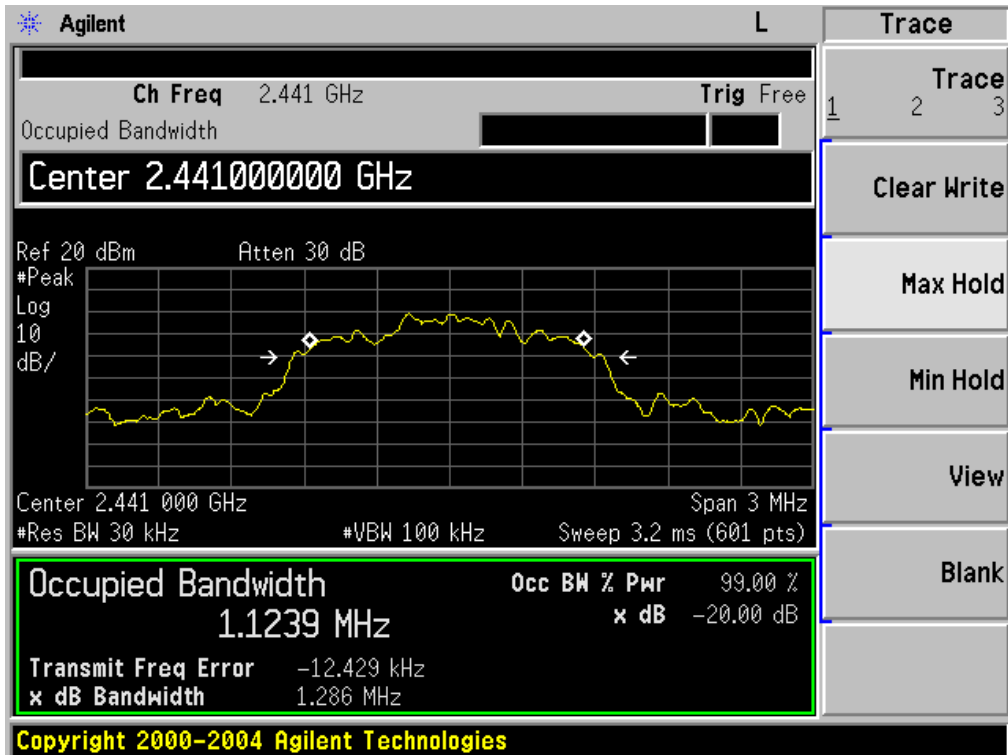 Agilent L Trace
Ch Freq 2.441 GHz Trig Free
Occupied Bandwidth
Center 2.441000000 GHz
Ref 20 dBm Atten 30 dB
#Peak
Log
10
dB/
Center 2.441 000 GHz Span 3 MHz
#Res BW 30 kHz #VBW 100 kHz Sweep 3.2 ms (601 pts)
Occupied Bandwidth Occ BW % Pwr 99.00 %
1.1239 MHz x dB -20.00 dB
Transmit Freq Error -12.429 kHz
x dB Bandwidth 1.286 MHz
Copyright 2000-2004 Agilent Technologies
Trace
1 2 3
Clear Write
Max Hold
Min Hold
View
Blank